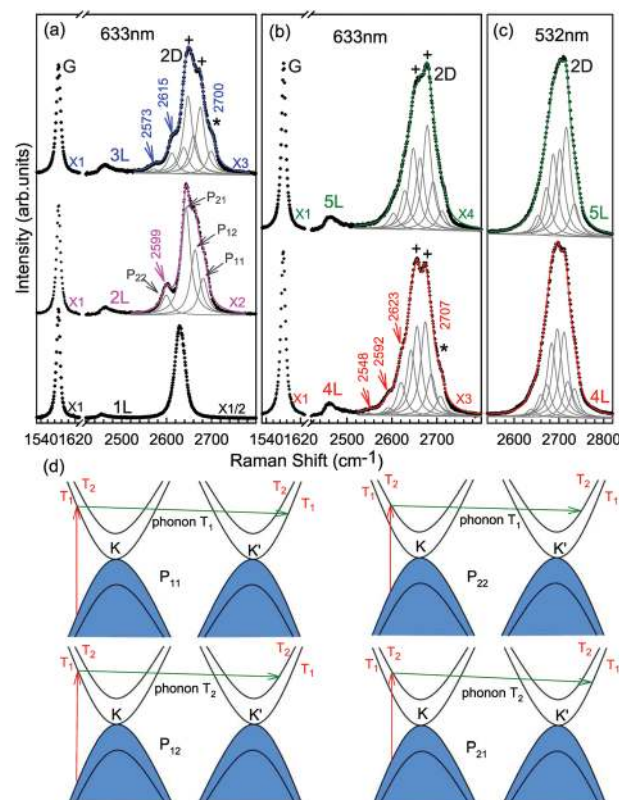 (a) 633nm
G
2D
+ +
2573
2615
2700
*
X1
3L
X3
2599
P21
P12
P11
P22
X1
2L
X2
X1
1L
X1/2
15401620 2500 2600 2700
(b) 633nm
2D
+ +
X1
5L
X4
+ +
2548
2592
2623
2707
*
X1
4L
X3
15401620 2500 2600 2700
(c) 532nm
2D
5L
4L
2600 2700 2800
Intensity (arb.units)
Raman Shift (cm-1)
(d)
T1 T2
phonon T1
T2 T1
K K'
P11
T1 T2
phonon T1
T2 T1
K K'
P22
T1 T2
phonon T2
T2 T1
K K'
P12
T1 T2
phonon T2
T2 T1
K K'
P21